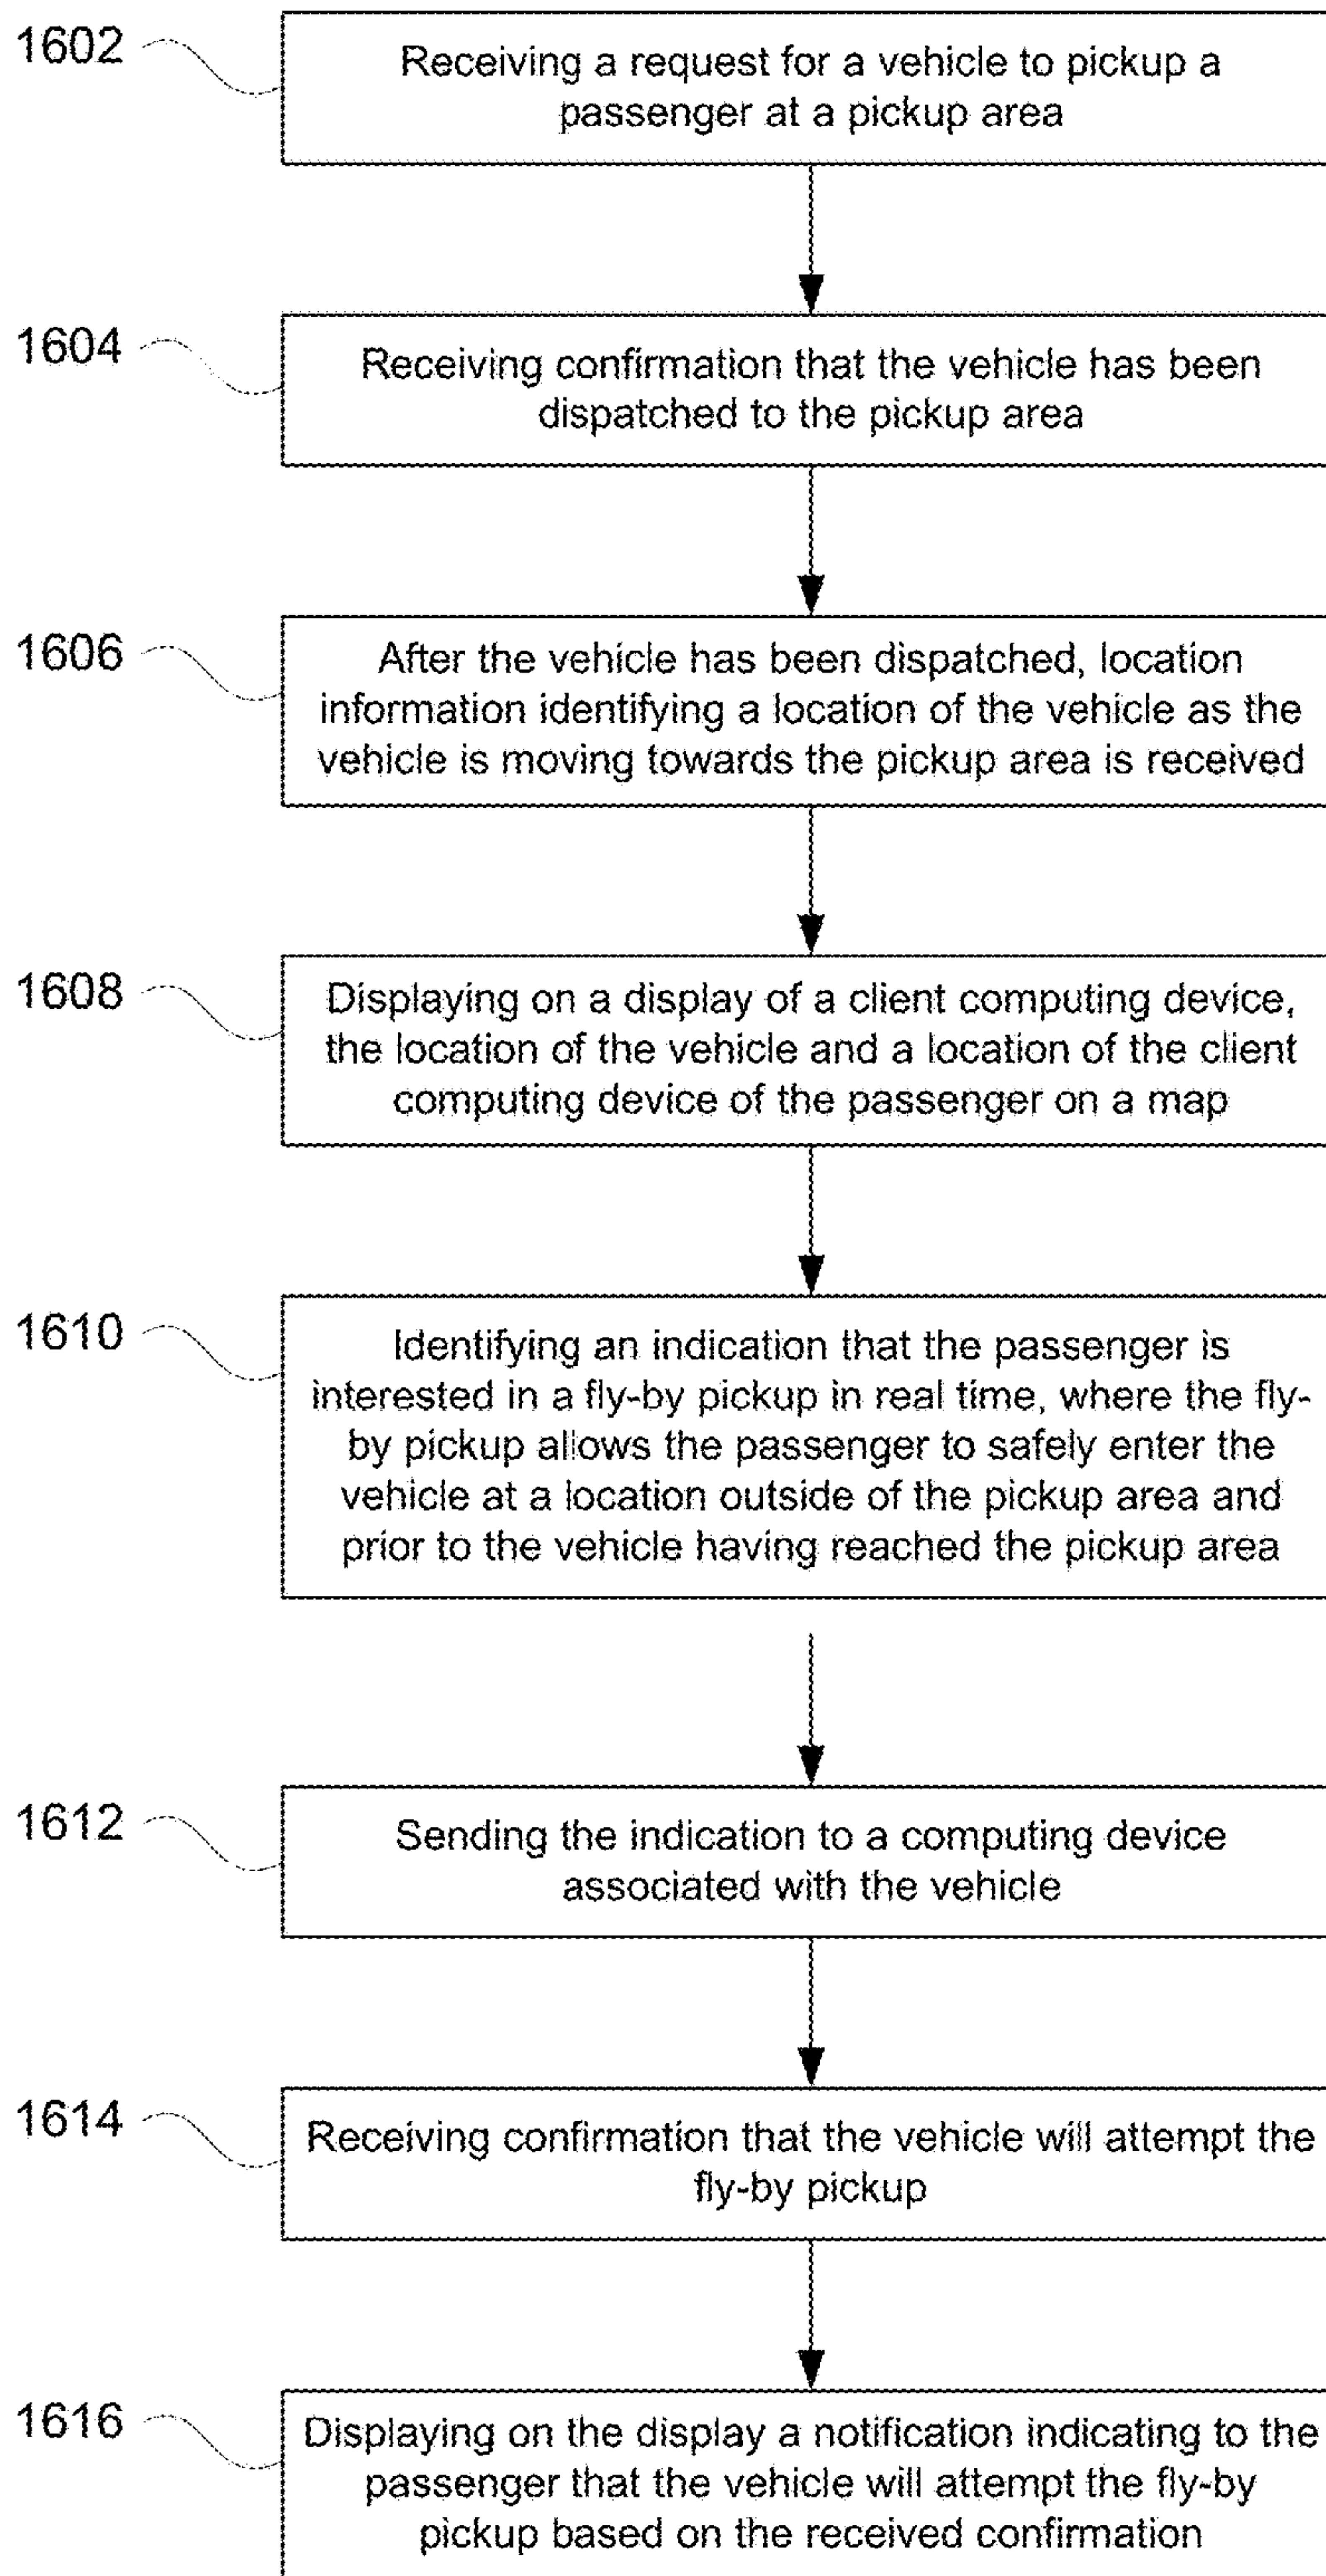 1602
Receiving a request for a vehicle to pickup a
passenger at a pickup area
1604
Receiving confirmation that the vehicle has been
dispatched to the pickup area
1606
After the vehicle has been dispatched, location
information identifying a location of the vehicle as the
vehicle is moving towards the pickup area is received
1608
Displaying on a display of a client computing device,
the location of the vehicle and a location of the client
computing device of the passenger on a map
1610
Identifying an indication that the passenger is
interested in a fly-by pickup in real time, where the fly-
by pickup allows the passenger to safely enter the
vehicle at a location outside of the pickup area and
prior to the vehicle having reached the pickup area
1612
Sending the indication to a computing device
associated with the vehicle
1614
Receiving confirmation that the vehicle will attempt the
fly-by pickup
1616
Displaying on the display a notification indicating to the
passenger that the vehicle will attempt the fly-by
pickup based on the received confirmation